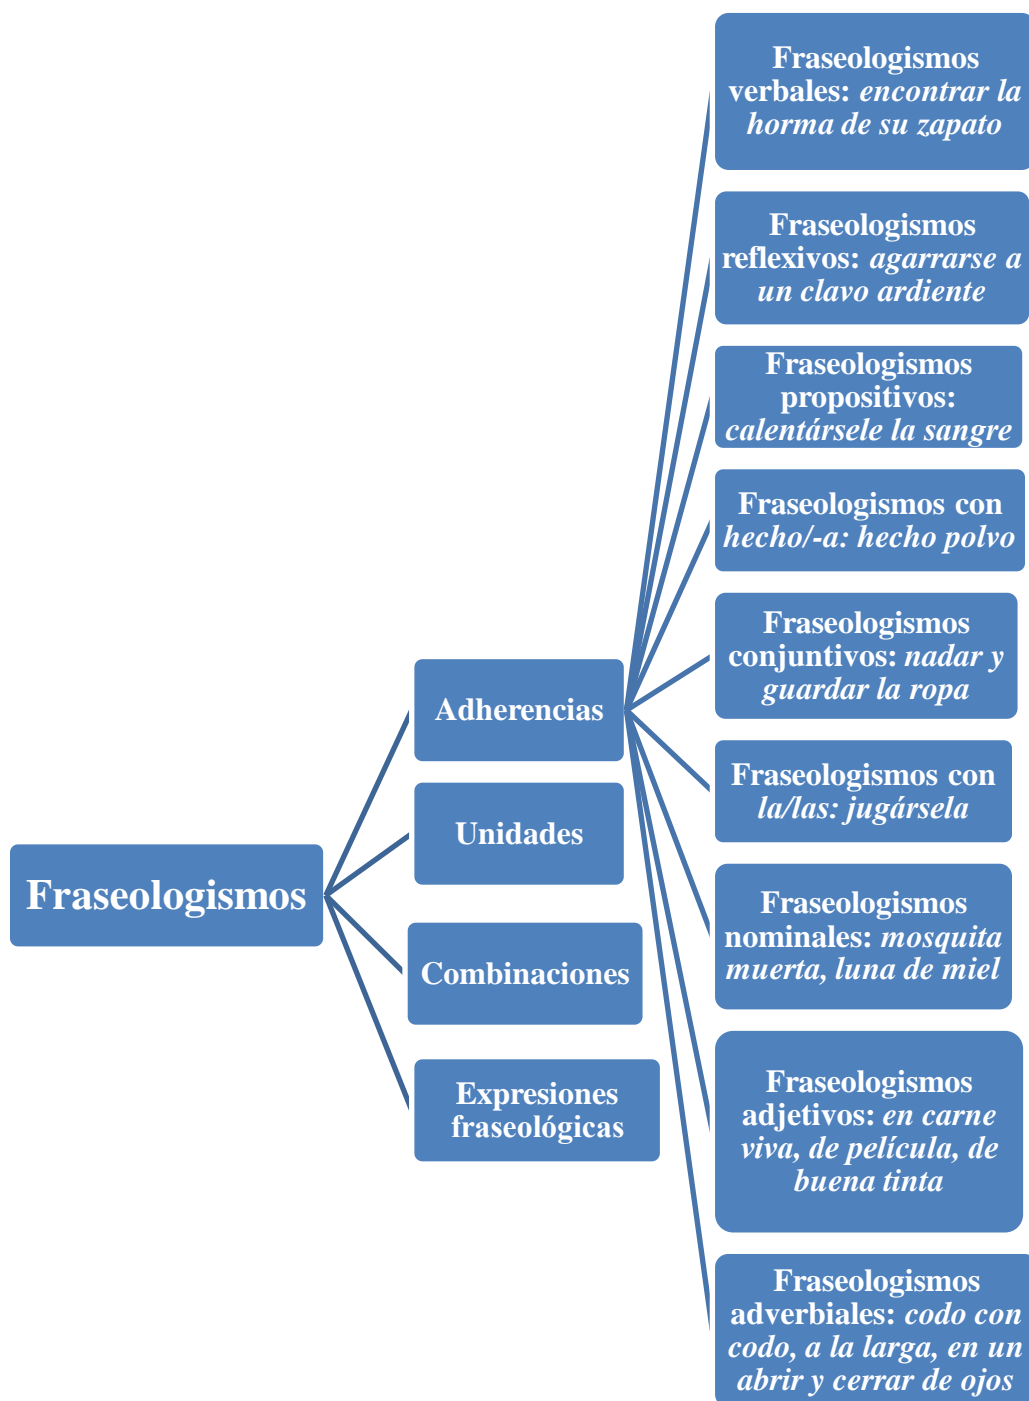 Fraseologismos
Adherencias
Unidades
Combinaciones
Expresiones
fraseológicas
Fraseologismos
verbales: encontrar la
horma de su zapato
Fraseologismos
reflexivos: agarrarse a
un clavo ardiente
Fraseologismos
propositivos:
calentársele la sangre
Fraseologismos con
hecho/-a: hecho polvo
Fraseologismos
conjuntivos: nadar y
guardar la ropa
Fraseologismos con
la/las: jugársela
Fraseologismos
nominales: mosquita
muerta, luna de miel
Fraseologismos
adjetivos: en carne
viva, de película, de
buena tinta
Fraseologismos
adverbiales: codo con
codo, a la larga, en un
abrir y cerrar de ojos